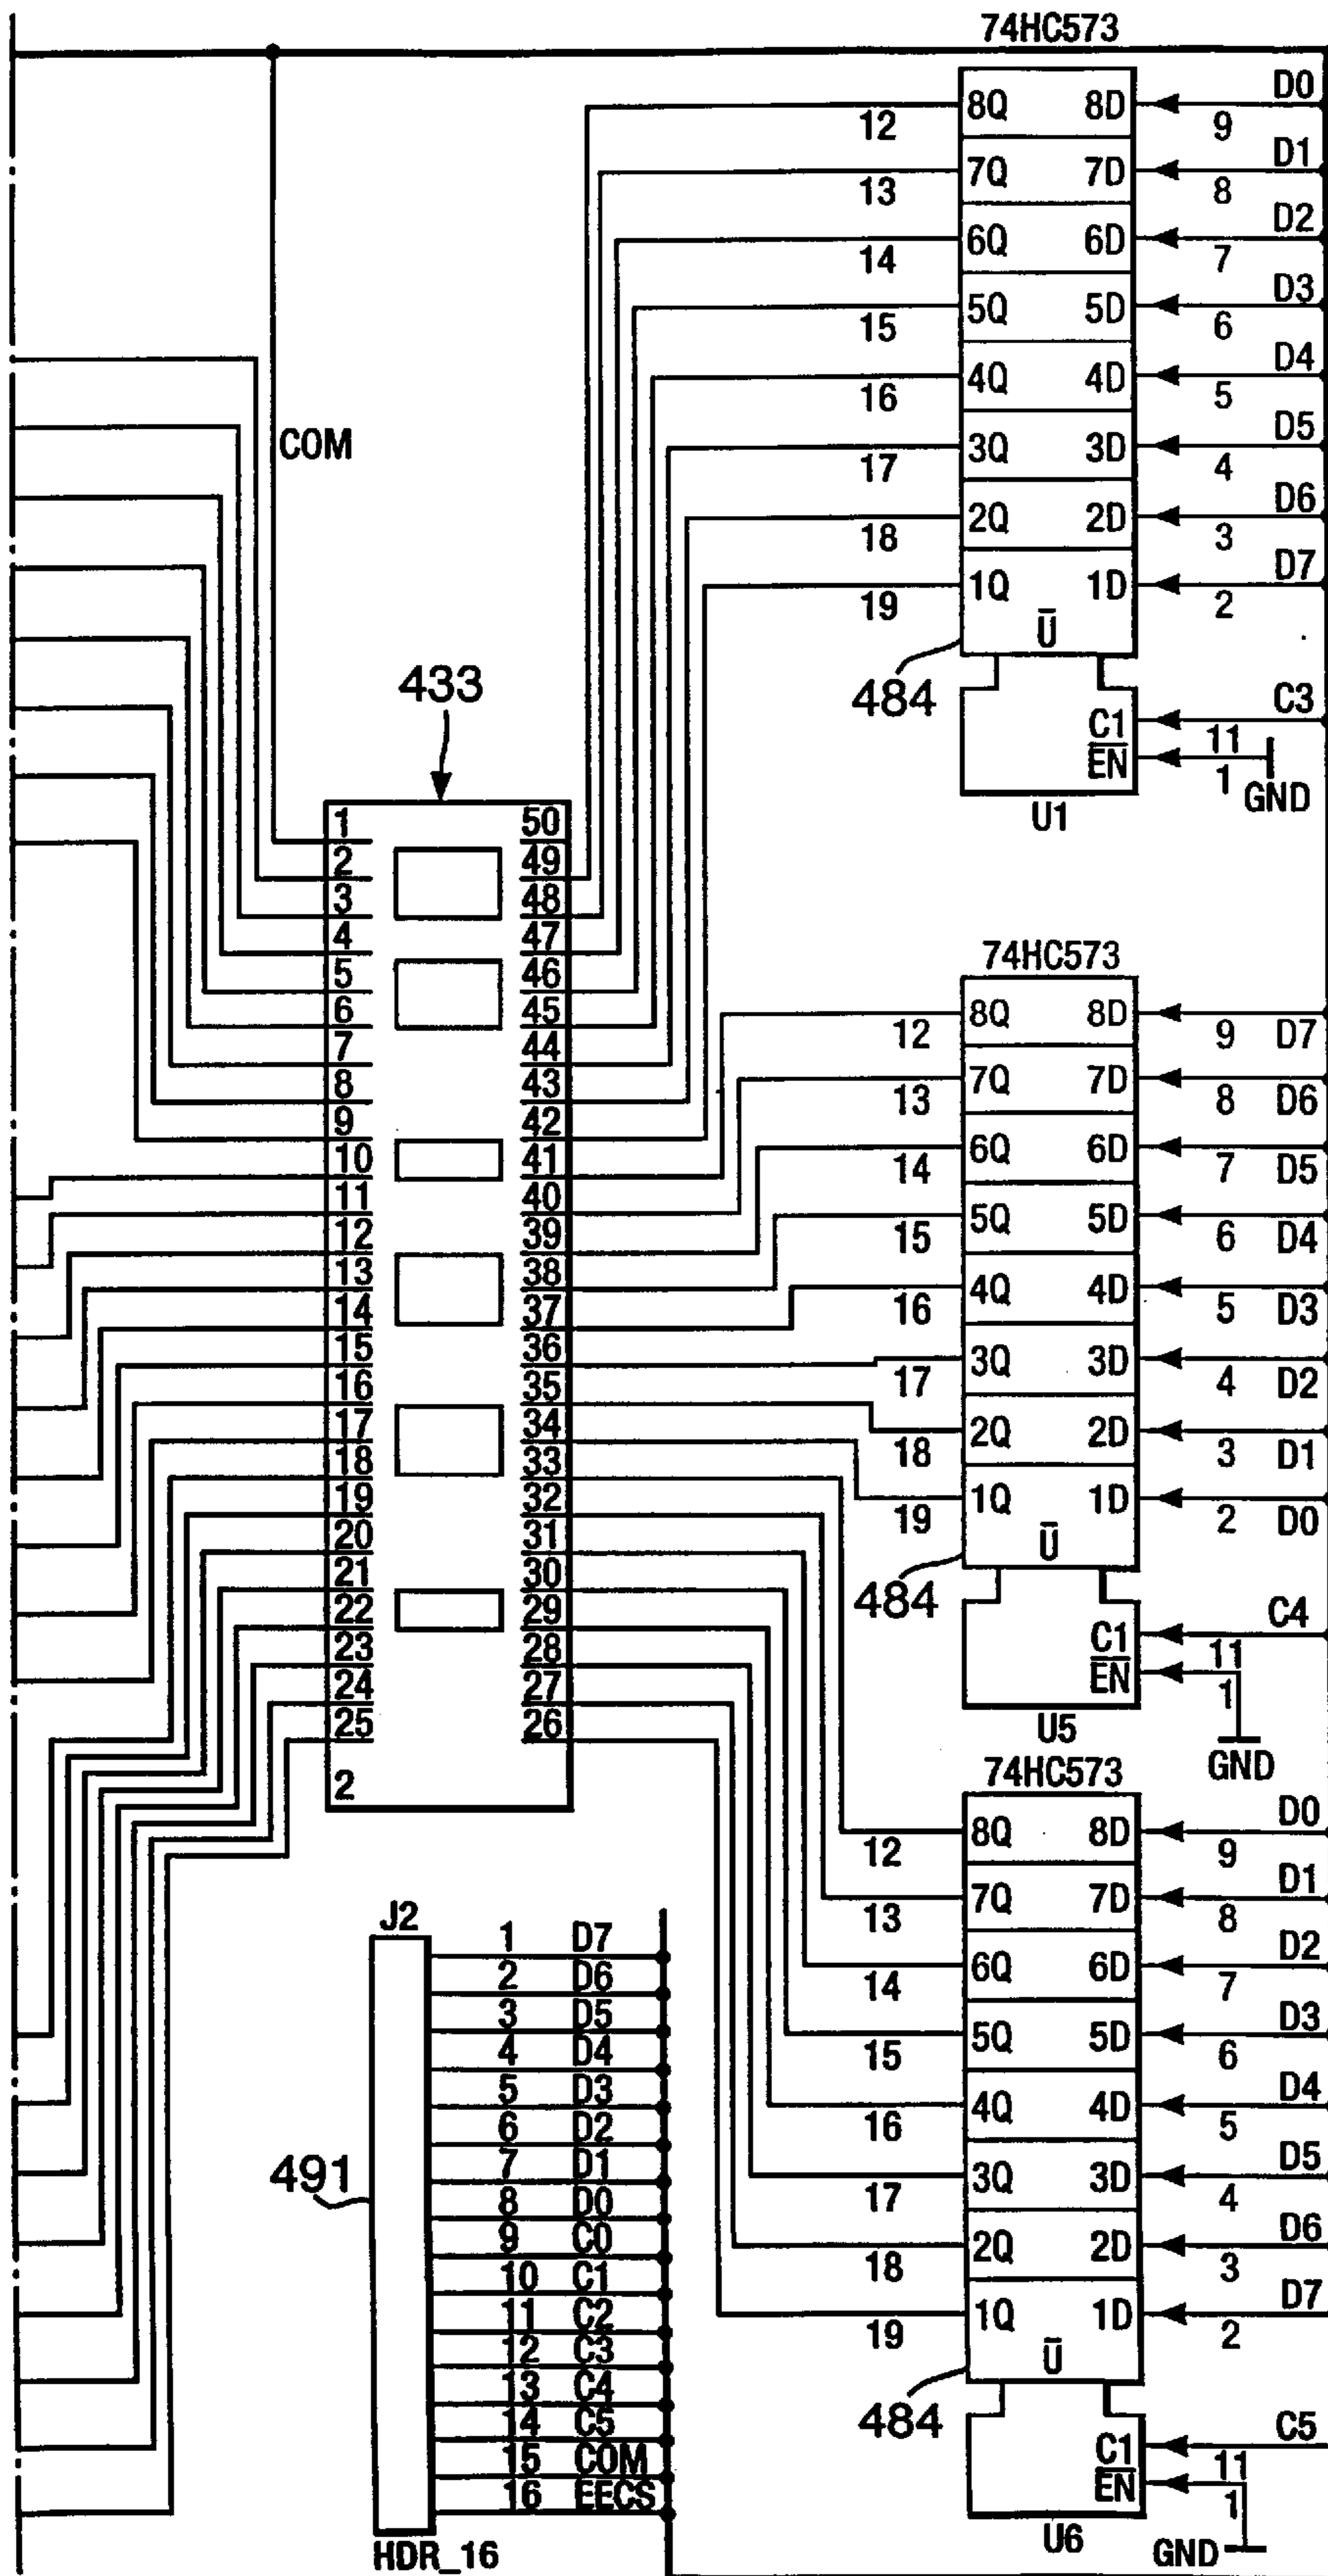 74HC573
8Q 8D
12 9 D0
7Q 7D
13 8 D1
6Q 6D
14 7 D2
5Q 5D
15 6 D3
4Q 4D
16 5 D4
3Q 3D
17 4 D5
2Q 2D
18 3 D6
1Q 1D
19 2 D7
U̅
484
C1 C3
11
E̅N̅
1 GND
U1
COM
433
1 50
2 49
3 48
4 47
5 46
6 45
7 44
8 43
9 42
10 41
11 40
12 39
13 38
14 37
15 36
16 35
17 34
18 33
19 32
20 31
21 30
22 29
23 28
24 27
25 26
2
74HC573
8Q 8D
12 9 D7
7Q 7D
13 8 D6
6Q 6D
14 7 D5
5Q 5D
15 6 D4
4Q 4D
16 5 D3
3Q 3D
17 4 D2
2Q 2D
18 3 D1
1Q 1D
19 2 D0
U̅
484
C1 C4
11
E̅N̅
1
U5 GND
74HC573
8Q 8D
12 9 D0
7Q 7D
13 8 D1
6Q 6D
14 7 D2
5Q 5D
15 6 D3
4Q 4D
16 5 D4
3Q 3D
17 4 D5
2Q 2D
18 3 D6
1Q 1D
19 2 D7
U̅
484
C1 C5
11
E̅N̅
1
U6 GND
J2
1 D7
2 D6
3 D5
4 D4
5 D3
6 D2
7 D1
8 D0
9 C0
10 C1
11 C2
12 C3
13 C4
14 C5
15 COM
16 EECS
491
HDR_16